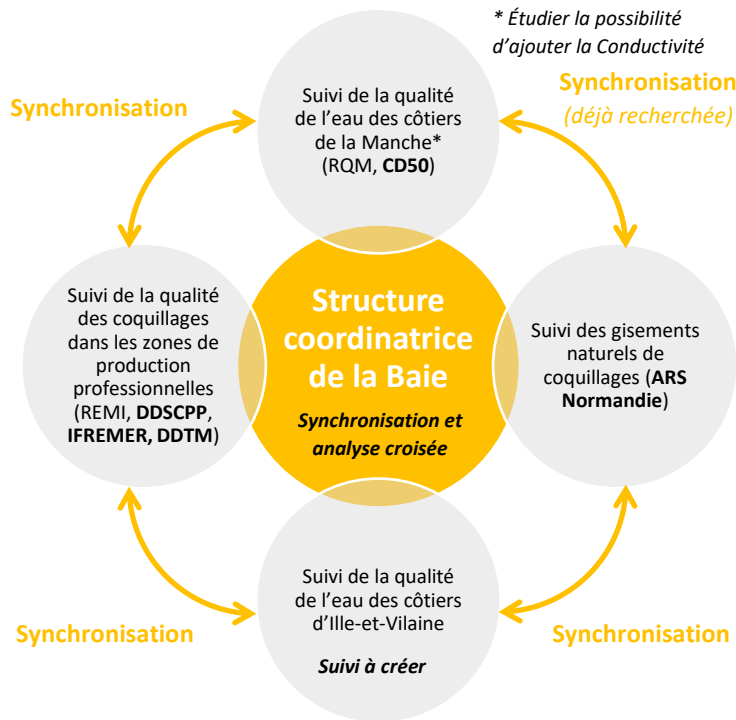 * Étudier la possibilité
d'ajouter la Conductivité
Synchronisation
Synchronisation
(déjà recherchée)
Suivi de la qualité
de l'eau des côtiers
de la Manche*
(RQM, CD50)
Suivi de la qualité
des coquillages
dans les zones de
production
professionnelles
(REMI, DDSCPP,
IFREMER, DDTM)
Structure
coordinatrice
de la Baie
Synchronisation et
analyse croisée
Suivi des gisements
naturels de
coquillages (ARS
Normandie)
Suivi de la qualité
de l'eau des côtiers
d'Ille-et-Vilaine
Suivi à créer
Synchronisation
Synchronisation